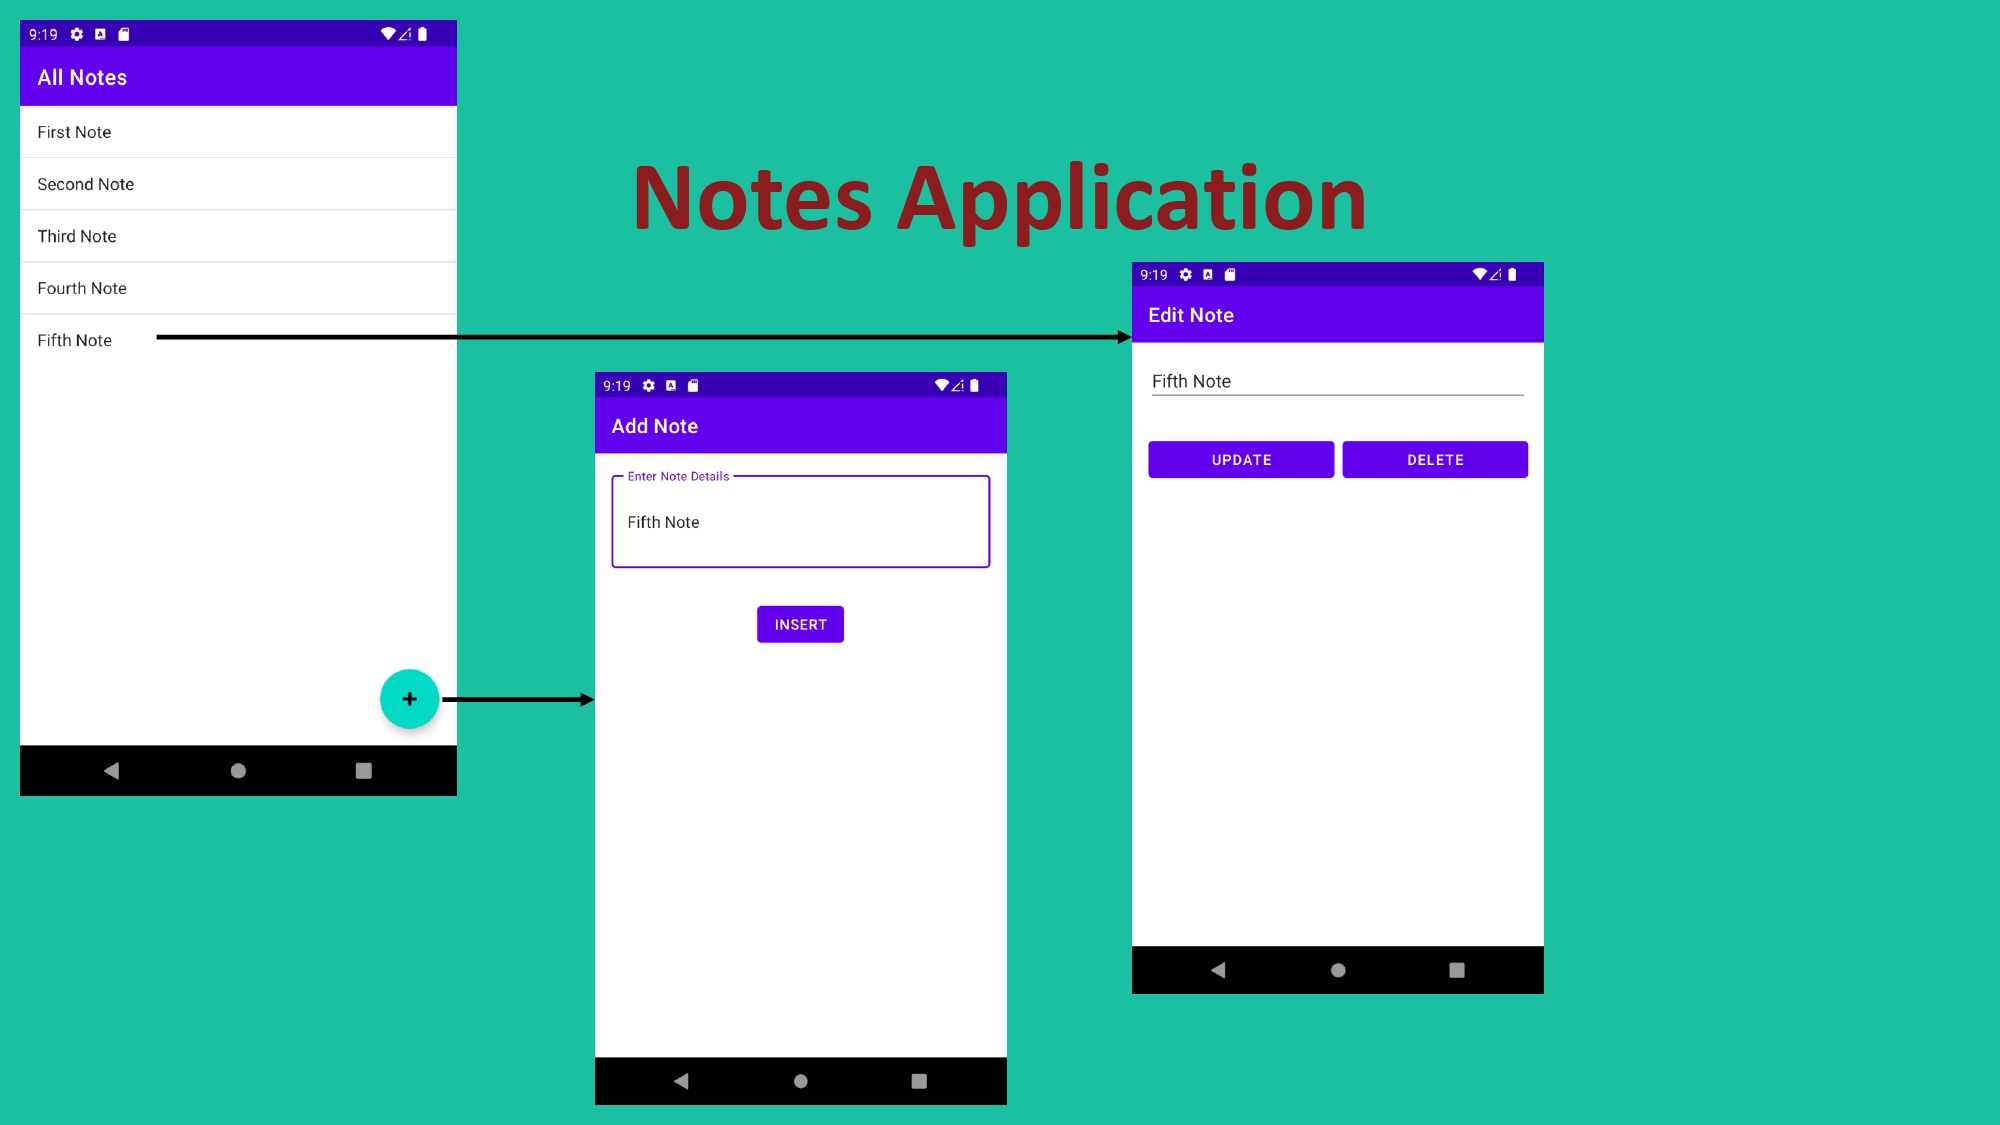 9:19
All Notes
First Note
Second Note
Third Note
Fourth Note
Fifth Note
Notes Application
9:19
Add Note
Enter Note Details
Fifth Note
INSERT
9:19
Edit Note
Fifth Note
UPDATE DELETE